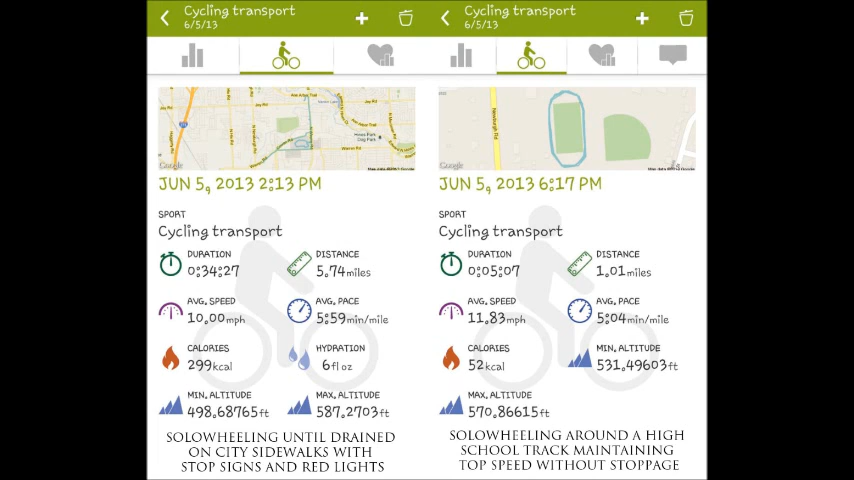 Cycling transport
6/5/13
Google
JUN 5, 2013 2:13 PM
SPORT
Cycling transport
DURATION
0:34:27
DISTANCE
5.74 miles
AVG. SPEED
10.00 mph
AVG. PACE
5:59 min/mile
CALORIES
299 kcal
HYDRATION
6 fl oz
MIN. ALTITUDE
498.68765 ft
MAX. ALTITUDE
587.2703 ft
SOLOWHEELING UNTIL DRAINED
ON CITY SIDEWALKS WITH
STOP SIGNS AND RED LIGHTS
Cycling transport
6/5/13
Newburgh Rd
Google
JUN 5, 2013 6:17 PM
SPORT
Cycling transport
DURATION
0:05:07
DISTANCE
1.01 miles
AVG. SPEED
11.83 mph
AVG. PACE
5:04 min/mile
CALORIES
52 kcal
MIN. ALTITUDE
531.49603 ft
MAX. ALTITUDE
570.86615 ft
SOLOWHEELING AROUND A HIGH
SCHOOL TRACK MAINTAINING
TOP SPEED WITHOUT STOPPAGE